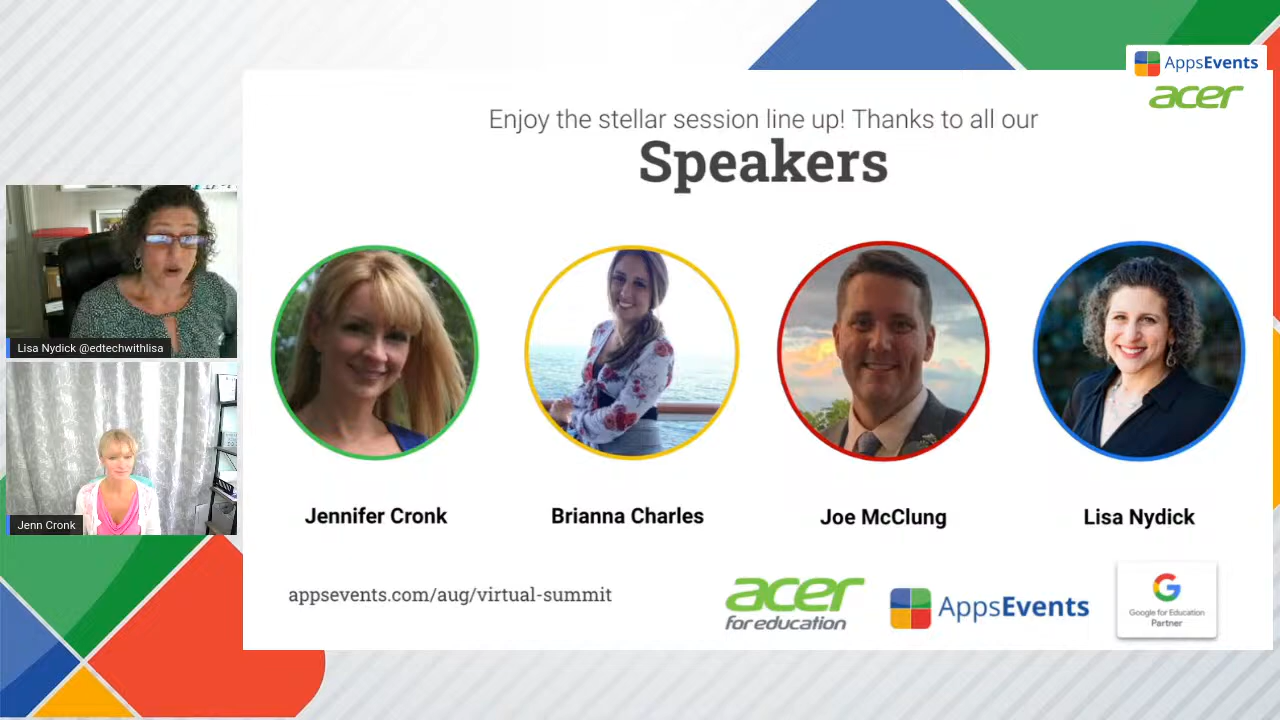 AppsEvents
acer
Enjoy the stellar session line up! Thanks to all our
Speakers
Lisa Nydick @edtechwithlisa
Jenn Cronk
Jennifer Cronk
Brianna Charles
Joe McClung
Lisa Nydick
appsevents.com/aug/virtual-summit
acer
for education
AppsEvents
Google for Education
Partner